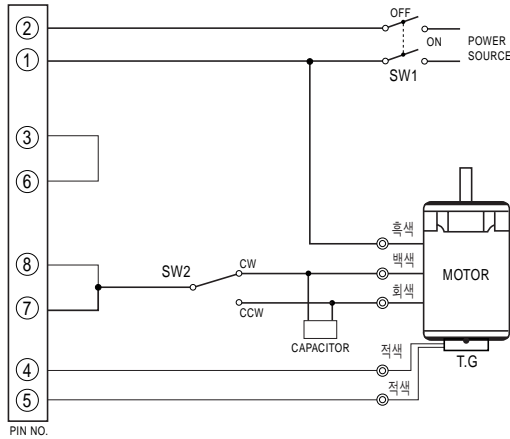 ②
①
③
⑥
⑧
⑦
④
⑤
PIN NO.
OFF
ON
POWER
SOURCE
SW1
SW2
CW
CCW
CAPACITOR
흑색
백색
회색
적색
적색
MOTOR
T.G